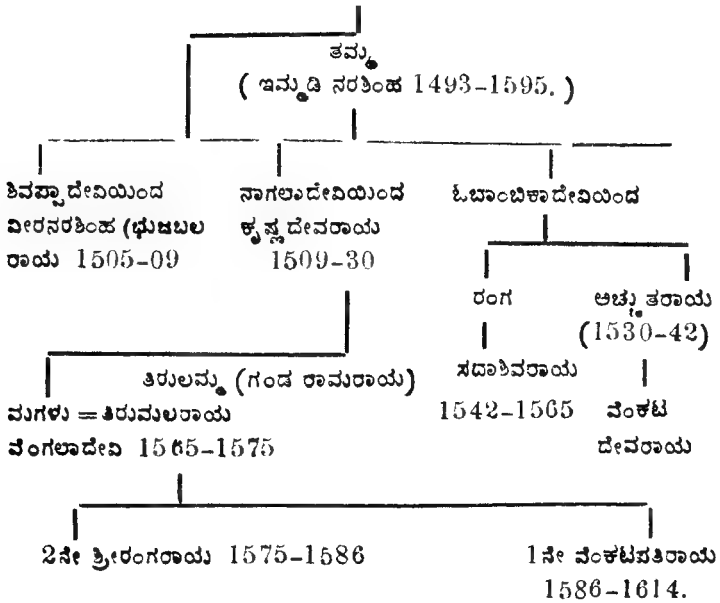 ತಮ್ಮ
( ಇಮ್ಮಡಿ ನರಶಿಂಹ 1493-1595. )
ಶಿವಪ್ಪಾದೇವಿಯಿಂದ
ವೀರನರಶಿಂಹ (ಭುಜಬಲ
ರಾಯ 1505-09
ನಾಗಲಾದೇವಿಯಿಂದ
ಕೃಷ್ಣದೇವರಾಯ
1509-30
ಓಬಾಂಬಿಕಾದೇವಿಯಿಂದ
ರಂಗ
ಸದಾಶಿವರಾಯ
1542-1565
ಅಚ್ಯುತರಾಯ
(1530-42)
ವೆಂಕಟ
ದೇವರಾಯ
ತಿರುಲಮ್ಮ (ಗಂಡ ರಾಮರಾಯ)
ಮಗಳು = ತಿರುಮಲರಾಯ
ವೆಂಗಲಾದೇವಿ 1565-1575
2ನೇ ಶ್ರೀರಂಗರಾಯ 1575-1586
1ನೇ ವೆಂಕಟಪತಿರಾಯ
1586-1614.